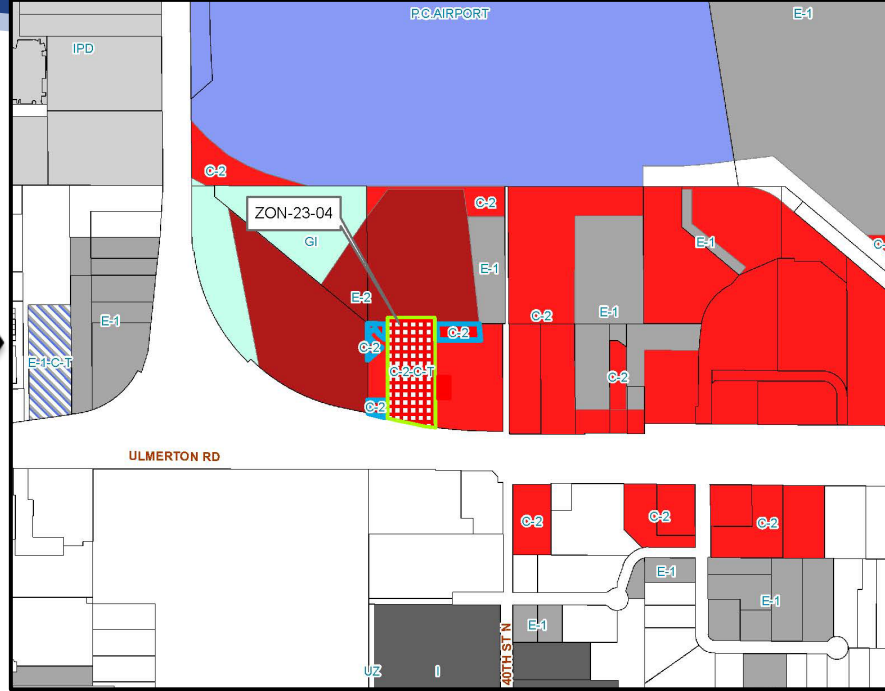 P.C.AIRPORT
E-1
IPD
C-2
ZON-23-04
GI
C-2
E-1
E-1
E-2
C-2
E-1
E-1
C-2
C-2
E-1-C-T
C-2-C-T
C-2
C-2
ULMERTON RD
C-2
C-2
C-2
E-1
E-1
E-1
40TH ST N
UZ
I